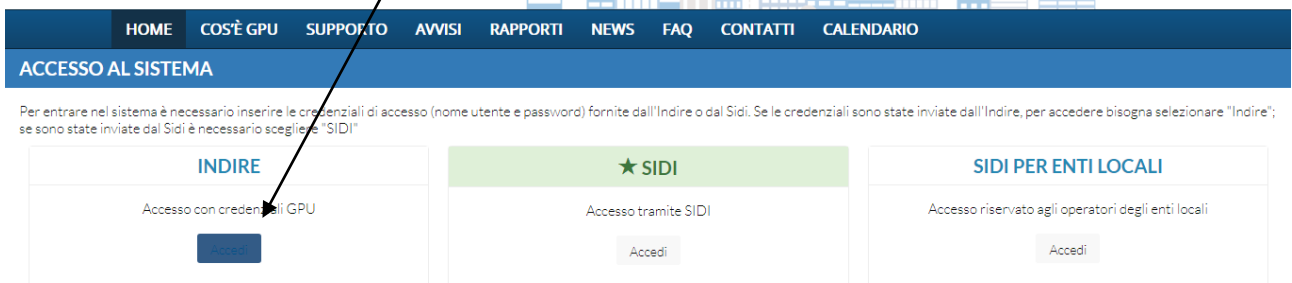 HOME COS'È GPU SUPPORTO AVVISI RAPPORTI NEWS FAQ CONTATTI CALENDARIO
ACCESSO AL SISTEMA
Per entrare nel sistema è necessario inserire le credenziali di accesso (nome utente e password) fornite dall'Indire o dal Sidi. Se le credenziali sono state inviate dall'Indire, per accedere bisogna selezionare "Indire";
se sono state inviate dal Sidi è necessario scegliere "SIDI"
INDIRE
Accesso con credenziali GPU
Accedi
★ SIDI
Accesso tramite SIDI
Accedi
SIDI PER ENTI LOCALI
Accesso riservato agli operatori degli enti locali
Accedi